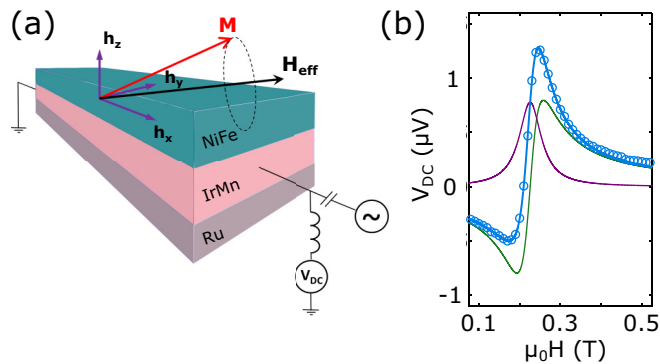 (a)
M
h_z
H_eff
h_y
h_x
NiFe
IrMn
Ru
~
V_DC
(b)
V_DC (μV)
1
0
-1
0.1 0.3 0.5
μ₀H (T)